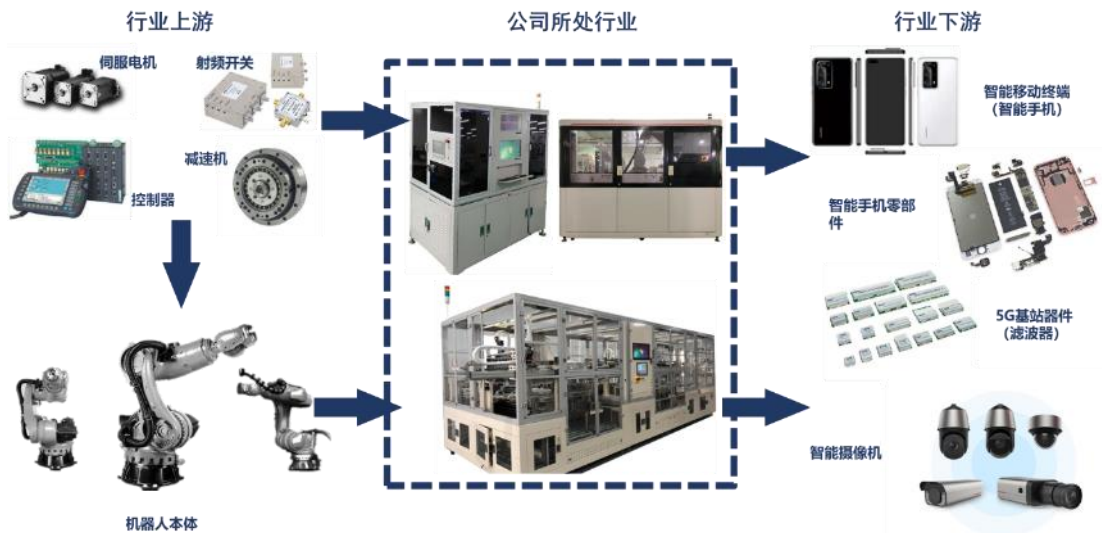 行业上游
公司所处行业
行业下游
伺服电机
射频开关
控制器
减速机
机器人本体
智能移动终端
（智能手机）
智能手机零部
件
5G基站器件
（滤波器）
智能摄像机